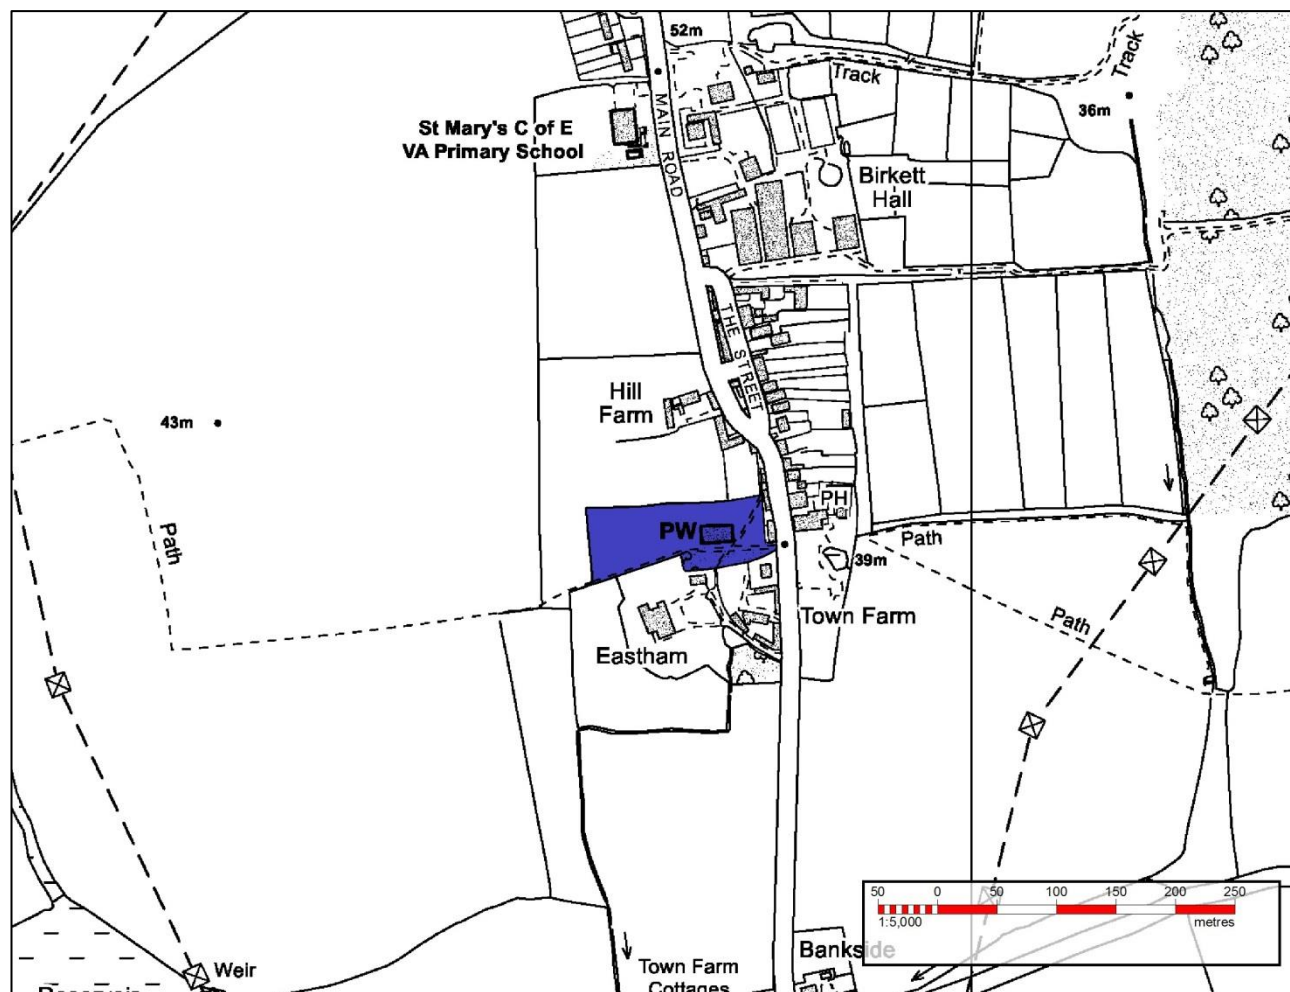 52m
Track
Track
36m
St Mary's C of E
VA Primary School
MAIN ROAD
Birkett
Hall
THE STREET
Hill
Farm
43m
Path
PH
PW
Path
39m
Path
Town Farm
Eastham
50 0 50 100 150 200 250
1:5,000 metres
Bankside
Weir
Town Farm
Cottages
Reservoir